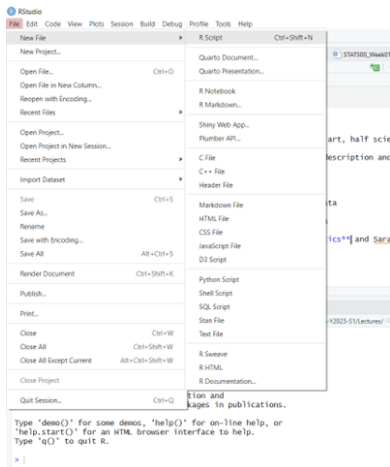 RStudio
File Edit Code View Plots Session Build Debug Profile Tools Help
New File
New Project...
Open File... Ctrl+O
Open File in New Column...
Reopen with Encoding...
Recent Files
Open Project...
Open Project in New Session...
Recent Projects
Import Dataset
Save Ctrl+S
Save As...
Rename
Save with Encoding...
Save All Alt+Ctrl+S
Render Document Ctrl+Shift+K
Publish...
Print...
Close Ctrl+W
Close All Ctrl+Shift+W
Close All Except Current Alt+Ctrl+Shift+W
Close Project
Quit Session... Ctrl+Q
R Script Ctrl+Shift+N
Quarto Document...
Quarto Presentation...
R Notebook
R Markdown...
Shiny Web App...
Plumber API...
C File
C++ File
Header File
Markdown File
HTML File
CSS File
JavaScript File
D3 Script
Python Script
Shell Script
SQL Script
Stan File
Text File
R Sweave
R HTML
R Documentation...
STAT500_Week01
art, half scie
description and
ata
ics** and Sara
-Y2025-S1/Lectures/
tion and
kages in publications.
Type 'demo()' for some demos, 'help()' for on-line help, or
'help.start()' for an HTML browser interface to help.
Type 'q()' to quit R.
>